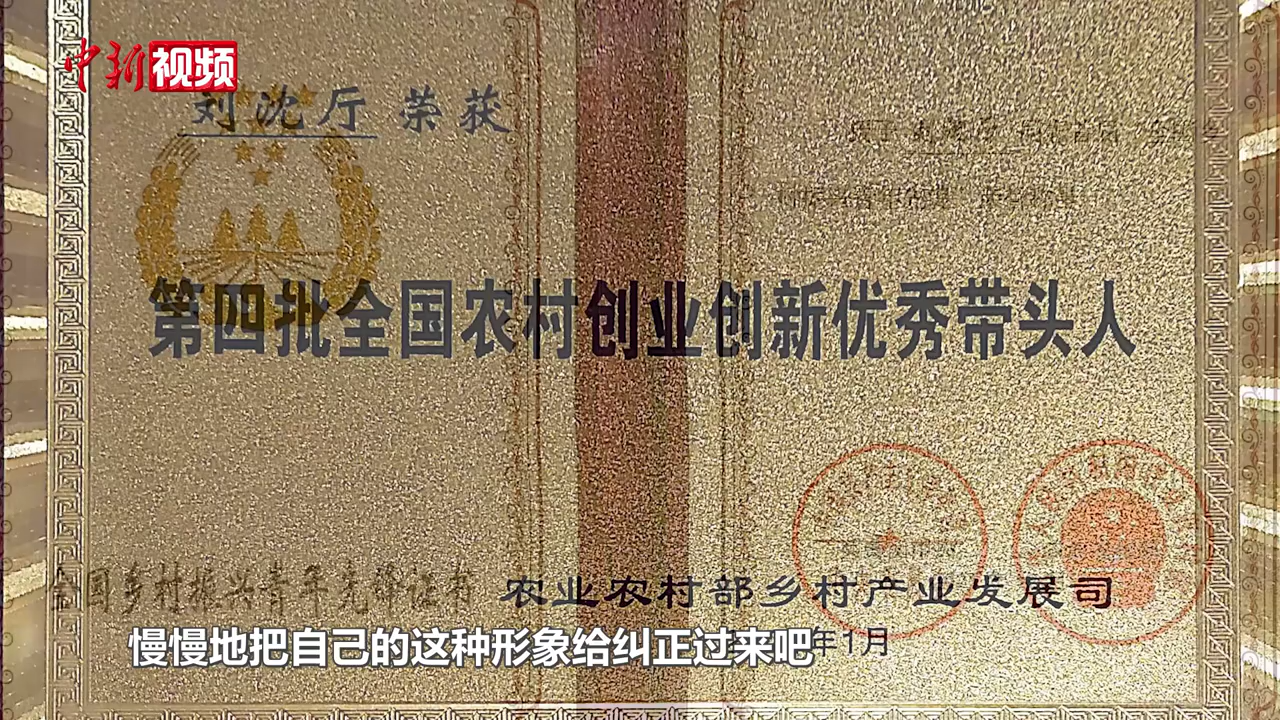 中新视频
刘沈厅 荣获
第四批全国农村创业创新优秀带头人
全国乡村振兴青年先锋证书
农业农村部乡村产业发展司
年1月
慢慢地把自己的这种形象给纠正过来吧